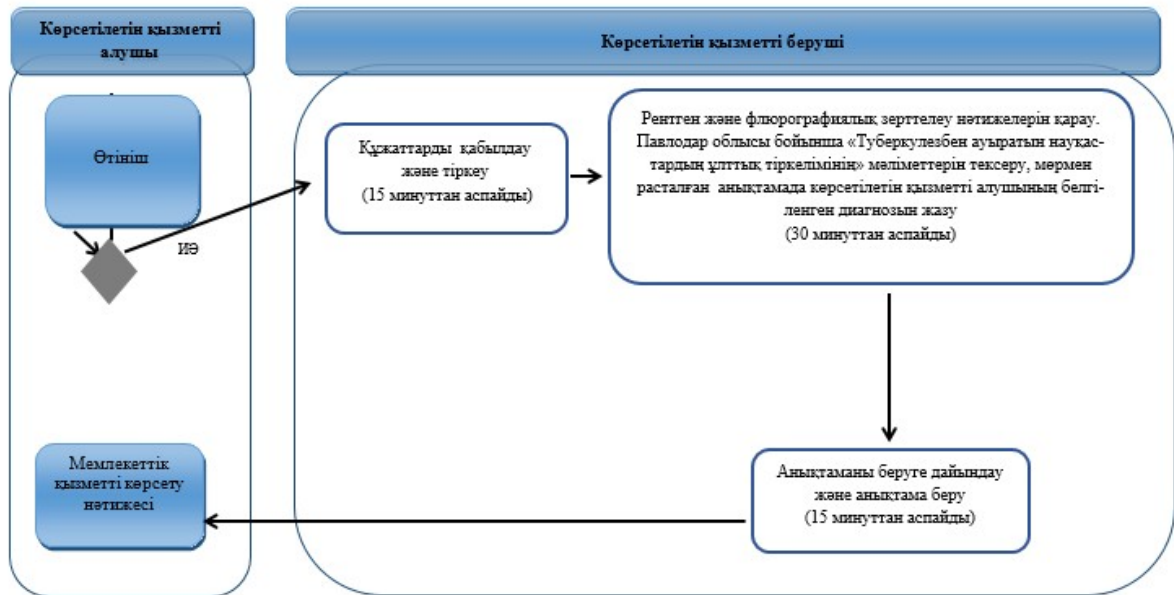 Көрсетілетін қызметті
алушы
Көрсетілетін қызметті беруші
Өтініш
ИӘ
Құжаттарды қабылдау
және тіркеу
(15 минуттан аспайды)
Рентген және флюрографиялық зерттелеу нәтижелерін қарау.
Павлодар облысы бойынша «Туберкулезбен ауыратын науқас-
тардың ұлттық тіркелімінің» мәліметтерін тексеру, мөрмен
расталған анықтамада көрсетілетін қызметті алушының белгі-
ленген диагнозын жазу
(30 минуттан аспайды)
Анықтаманы беруге дайындау
және анықтама беру
(15 минуттан аспайды)
Мемлекеттік
қызметті көрсету
нәтижесі